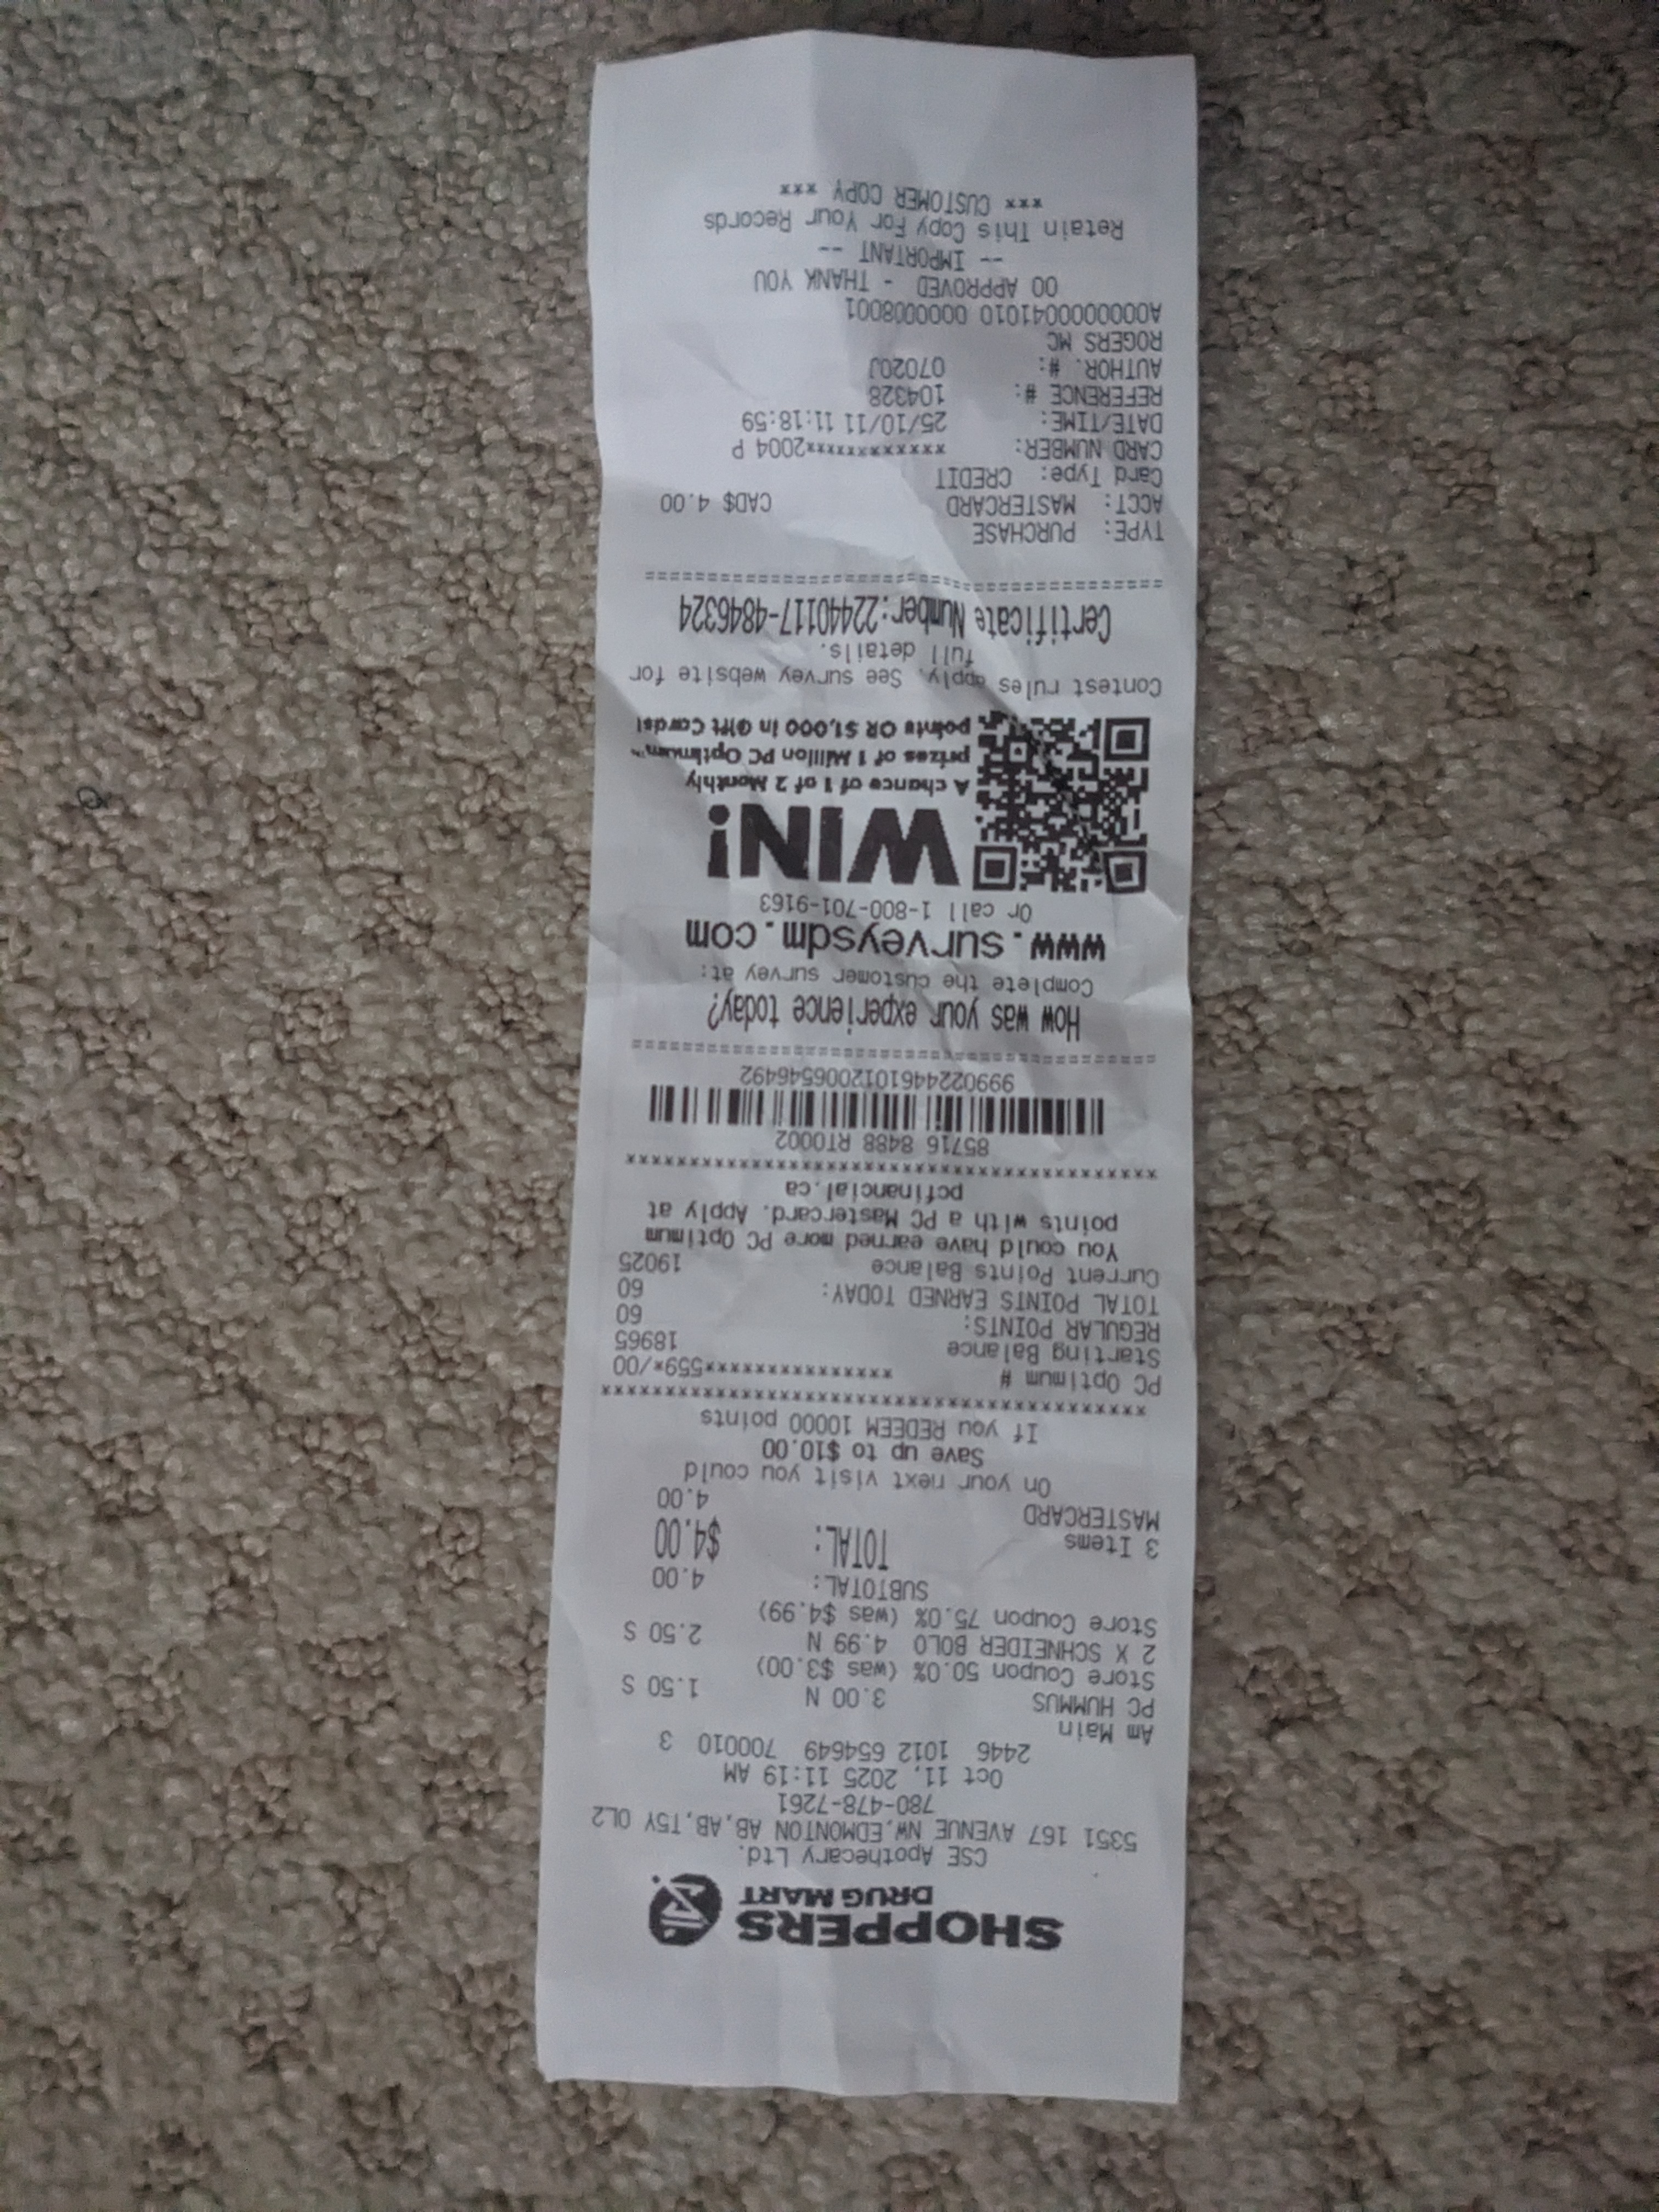 SHOPPERS
DRUG MART
CSE Apothecary Ltd.
5351 167 AVENUE NW,EDMONTON AB,AB,T5Y 0L2
780-478-7261
Oct 11, 2025 11:19 AM
2446 1012 654649 700010 3
Am Main
PC HUMMUS 3.00 N 1.50 S
Store Coupon 50.0% (was $3.00)
2 X SCHNEIDER BOLO 4.99 N 2.50 S
Store Coupon 75.0% (was $4.99)
SUBTOTAL: 4.00
3 Items TOTAL: $4.00
MASTERCARD 4.00
On your next visit you could
Save up to $10.00
If you REDEEM 10000 points
*******************************************
PC Optimum # ****************559*/00
Starting Balance 18965
REGULAR POINTS: 60
TOTAL POINTS EARNED TODAY: 60
Current Points Balance 19025
You could have earned more PC Optimum
points with a PC Mastercard. Apply at
pcfinancial.ca
*******************************************
85716 8488 RT0002
9990224461012006546492
===========================================
How was your experience today?
Complete the customer survey at:
www.surveysdm.com
Or call 1-800-701-9163
WIN!
A chance of 1 of 2 Monthly
prizes of 1 Million PC Optimum™
points OR $1,000 in Gift Cards!
Contest rules apply. See survey website for
full details.
Certificate Number:22440117-4846324
===========================================
TYPE: PURCHASE
ACCT: MASTERCARD CAD$ 4.00
Card Type: CREDIT
CARD NUMBER: ************2004 P
DATE/TIME: 25/10/11 11:18:59
REFERENCE #: 104328
AUTHOR. #: 07020J
ROGERS MC
A0000000041010 0000008001
00 APPROVED - THANK YOU
-- IMPORTANT --
Retain This Copy For Your Records
*** CUSTOMER COPY ***